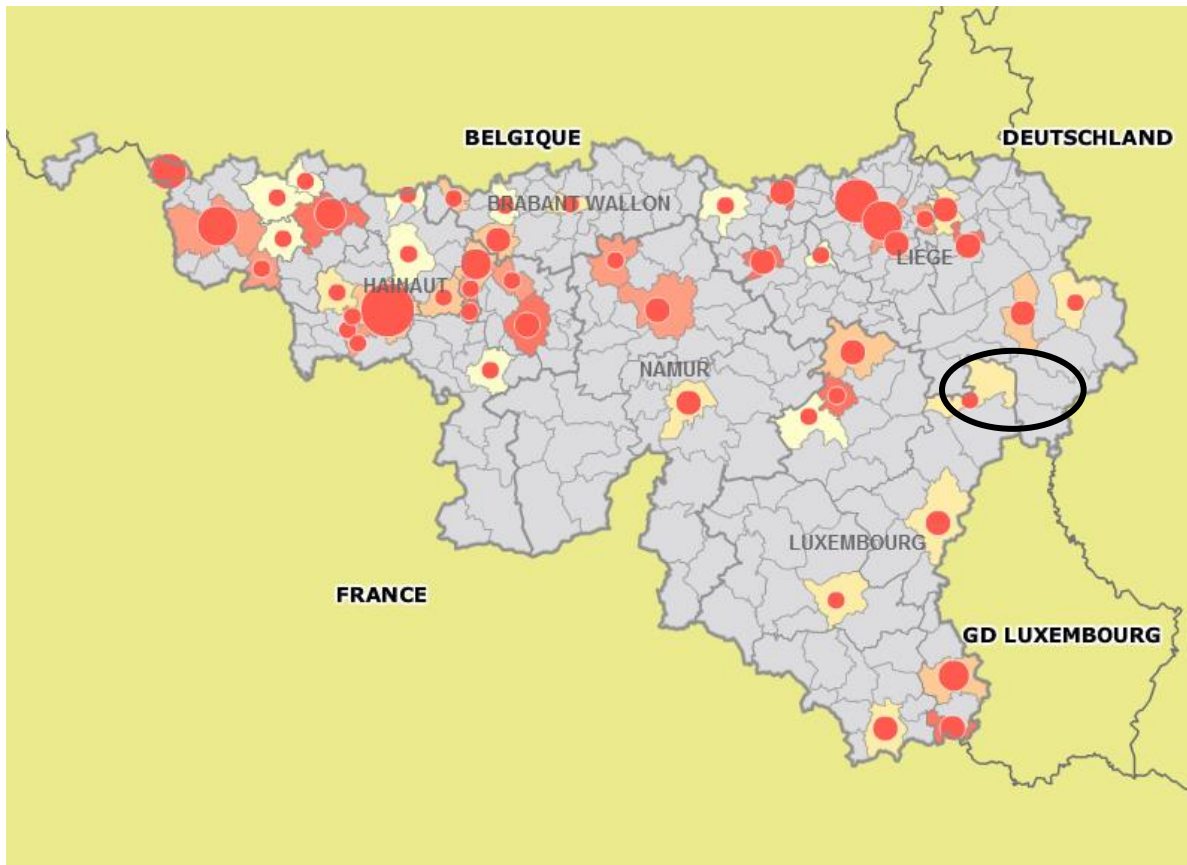 BELGIQUE
DEUTSCHLAND
BRABANT WALLON
LIEGE
HAINAUT
NAMUR
LUXEMBOURG
FRANCE
GD LUXEMBOURG